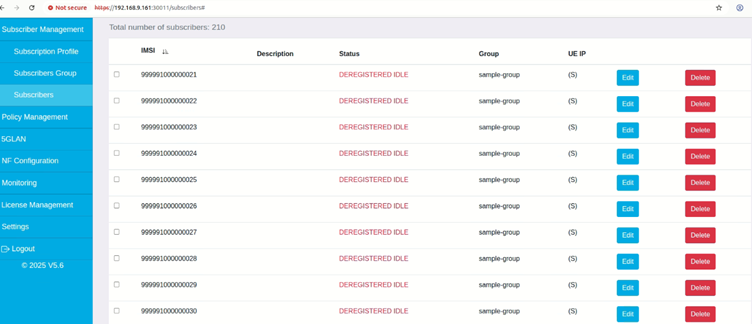 Not secure https://192.168.9.161:30011/subscribers#
Subscriber Management
Subscription Profile
Subscribers Group
Subscribers
Policy Management
5GLAN
NF Configuration
Monitoring
License Management
Settings
Logout
© 2025 V5.6
Total number of subscribers: 210
IMSI Description Status Group UE IP
999991000000021 DEREGISTERED IDLE sample-group (S) Edit Delete
999991000000022 DEREGISTERED IDLE sample-group (S) Edit Delete
999991000000023 DEREGISTERED IDLE sample-group (S) Edit Delete
999991000000024 DEREGISTERED IDLE sample-group (S) Edit Delete
999991000000025 DEREGISTERED IDLE sample-group (S) Edit Delete
999991000000026 DEREGISTERED IDLE sample-group (S) Edit Delete
999991000000027 DEREGISTERED IDLE sample-group (S) Edit Delete
999991000000028 DEREGISTERED IDLE sample-group (S) Edit Delete
999991000000029 DEREGISTERED IDLE sample-group (S) Edit Delete
999991000000030 DEREGISTERED IDLE sample-group (S) Edit Delete